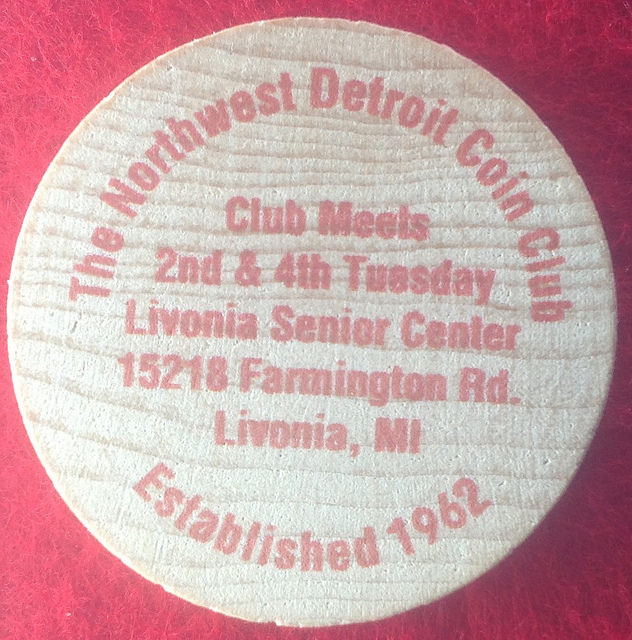 The Northwest Detroit Coin Club
Club Meets
2nd & 4th Tuesday
Livonia Senior Center
15218 Farmington Rd.
Livonia, MI
Established 1962